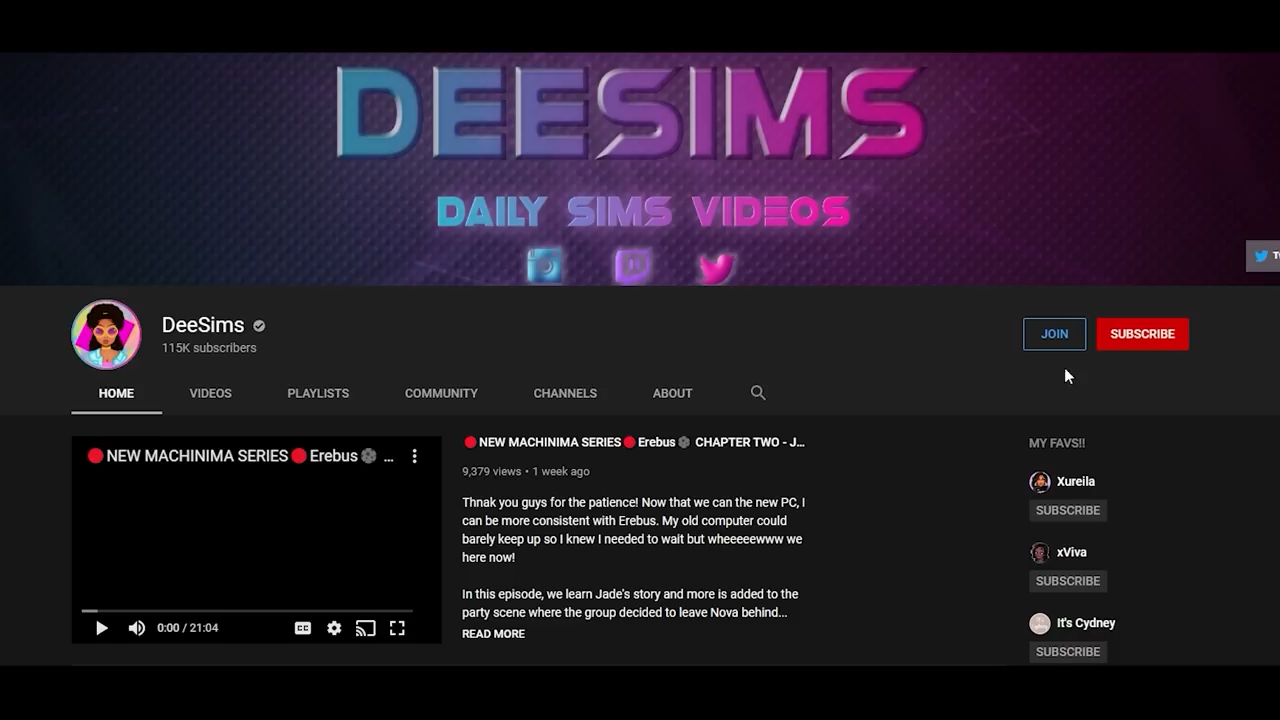 DEESIMS
DAILY SIMS VIDEOS
DeeSims
115K subscribers
JOIN
SUBSCRIBE
HOME
VIDEOS
PLAYLISTS
COMMUNITY
CHANNELS
ABOUT
NEW MACHINIMA SERIES Erebus ...
CC
0:00 / 21:04
NEW MACHINIMA SERIES Erebus CHAPTER TWO - J...
9,379 views • 1 week ago
Thnak you guys for the patience! Now that we can the new PC, I
can be more consistent with Erebus. My old computer could
barely keep up so I knew I needed to wait but wheeeeewww we
here now!
In this episode, we learn Jade's story and more is added to the
party scene where the group decided to leave Nova behind...
READ MORE
MY FAVS!!
Xureila
SUBSCRIBE
xViva
SUBSCRIBE
It's Cydney
SUBSCRIBE